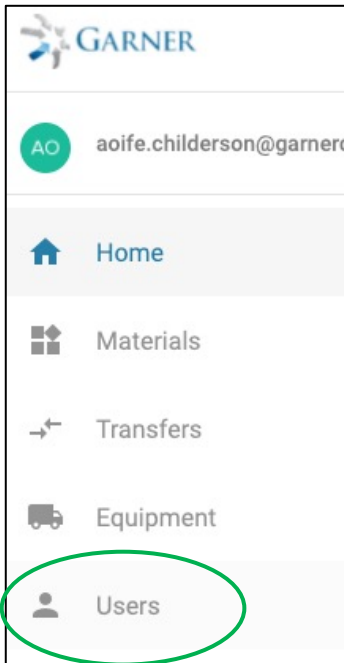 GARNER
AO aoife.childerson@garner
Home
Materials
Transfers
Equipment
Users